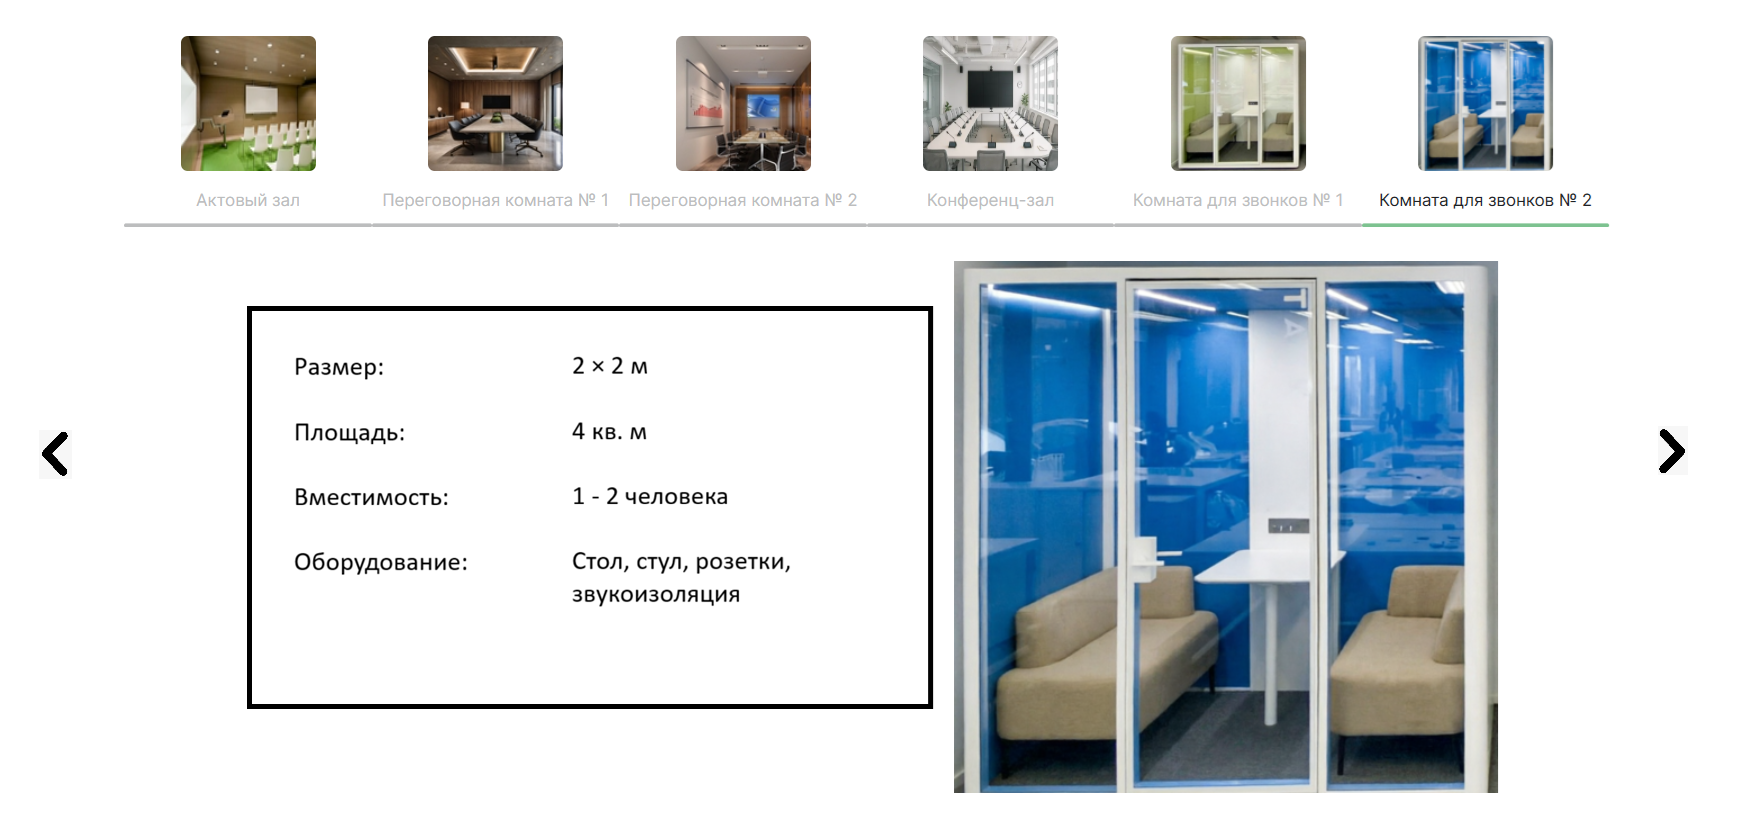 Актовый зал
Переговорная комната № 1
Переговорная комната № 2
Конференц-зал
Комната для звонков № 1
Комната для звонков № 2
Размер: 2 × 2 м
Площадь: 4 кв. м
Вместимость: 1 - 2 человека
Оборудование: Стол, стул, розетки,
звукоизоляция